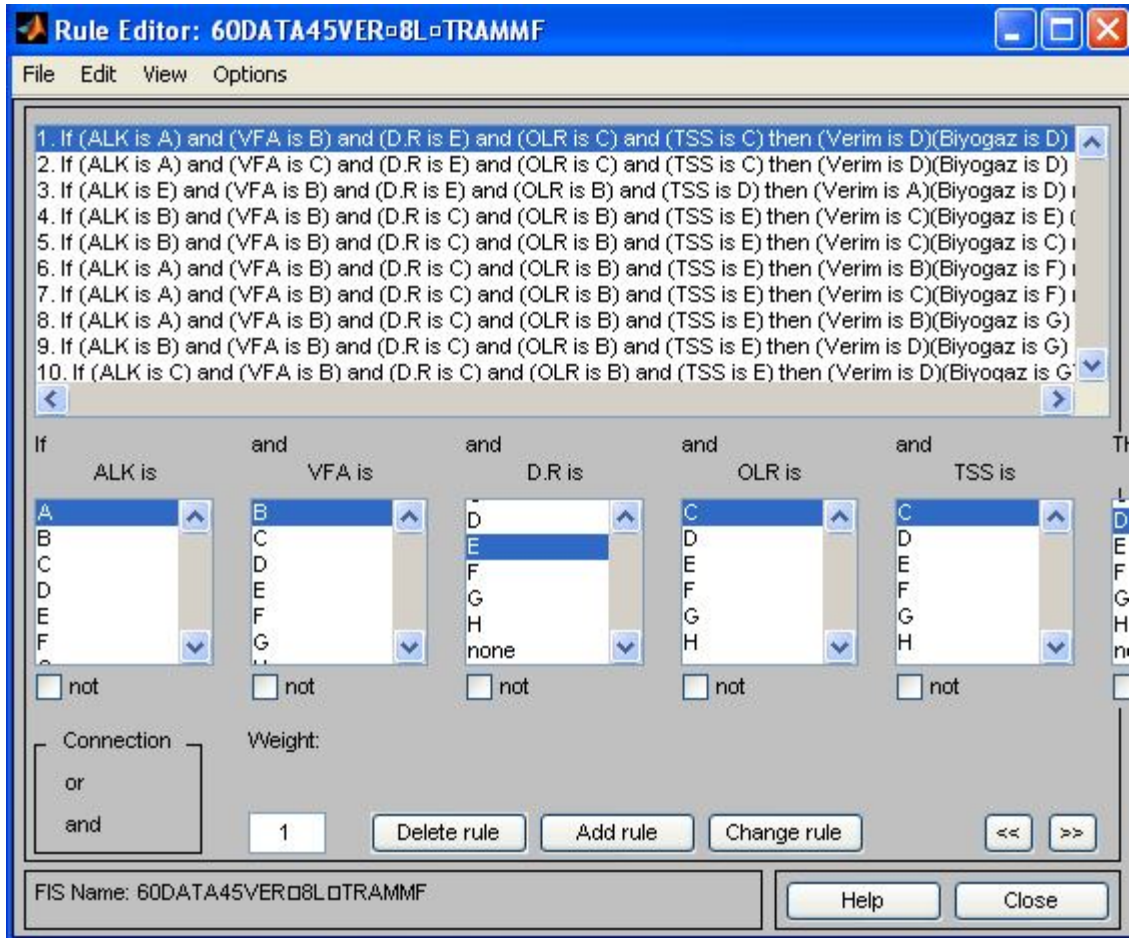 Rule Editor: 60DATA45VER▫8L▫TRAMMF
File Edit View Options
1. If (ALK is A) and (VFA is B) and (D.R is E) and (OLR is C) and (TSS is C) then (Verim is D)(Biyogaz is D)
2. If (ALK is A) and (VFA is C) and (D.R is E) and (OLR is C) and (TSS is C) then (Verim is D)(Biyogaz is D)
3. If (ALK is E) and (VFA is B) and (D.R is E) and (OLR is B) and (TSS is D) then (Verim is A)(Biyogaz is D)
4. If (ALK is B) and (VFA is B) and (D.R is C) and (OLR is B) and (TSS is E) then (Verim is C)(Biyogaz is E) (
5. If (ALK is B) and (VFA is B) and (D.R is C) and (OLR is B) and (TSS is E) then (Verim is C)(Biyogaz is C)
6. If (ALK is A) and (VFA is B) and (D.R is C) and (OLR is B) and (TSS is E) then (Verim is B)(Biyogaz is F)
7. If (ALK is A) and (VFA is B) and (D.R is C) and (OLR is B) and (TSS is E) then (Verim is C)(Biyogaz is F)
8. If (ALK is A) and (VFA is B) and (D.R is C) and (OLR is B) and (TSS is E) then (Verim is B)(Biyogaz is G)
9. If (ALK is B) and (VFA is B) and (D.R is C) and (OLR is B) and (TSS is E) then (Verim is D)(Biyogaz is G)
10. If (ALK is C) and (VFA is B) and (D.R is C) and (OLR is B) and (TSS is E) then (Verim is D)(Biyogaz is G
If and and and and
ALK is VFA is D.R is OLR is TSS is
A
B
C
D
E
F
B
C
D
E
F
G
D
E
F
G
H
none
C
D
E
F
G
H
C
D
E
F
G
H
D
E
F
G
H
not not not not not
Connection
or
and
Weight:
1
Delete rule Add rule Change rule << >>
FIS Name: 60DATA45VER□8L□TRAMMF
Help Close